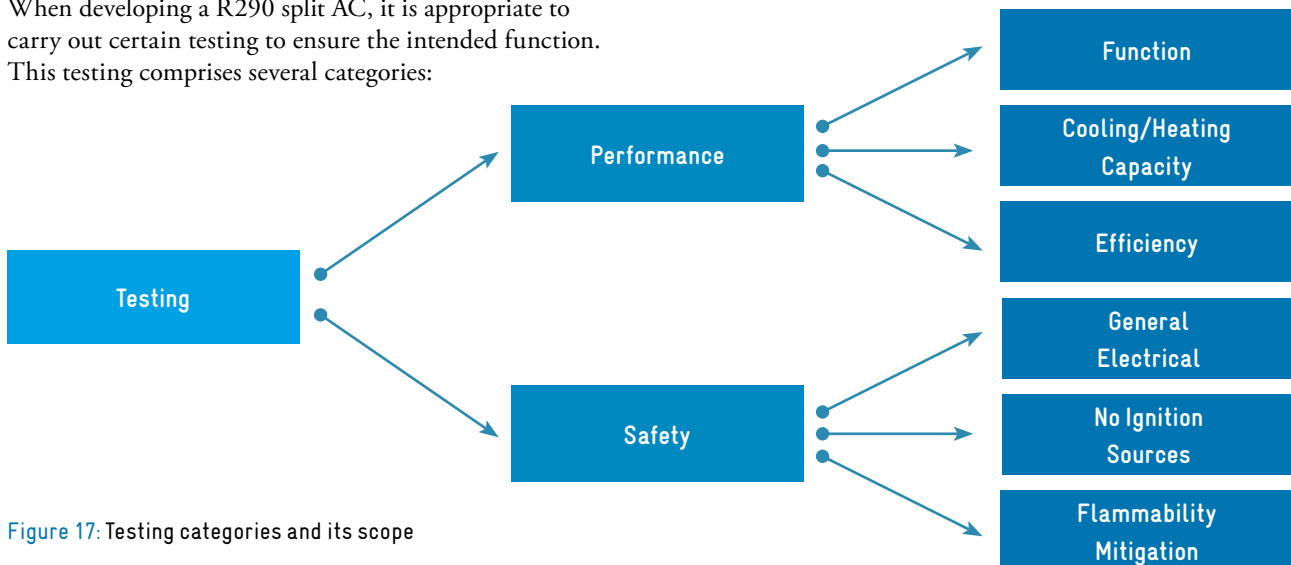 When developing a R290 split AC, it is appropriate to
carry out certain testing to ensure the intended function.
This testing comprises several categories:
Testing
Performance
Safety
Function
Cooling/Heating
Capacity
Efficiency
General
Electrical
No Ignition
Sources
Flammability
Mitigation
Figure 17: Testing categories and its scope